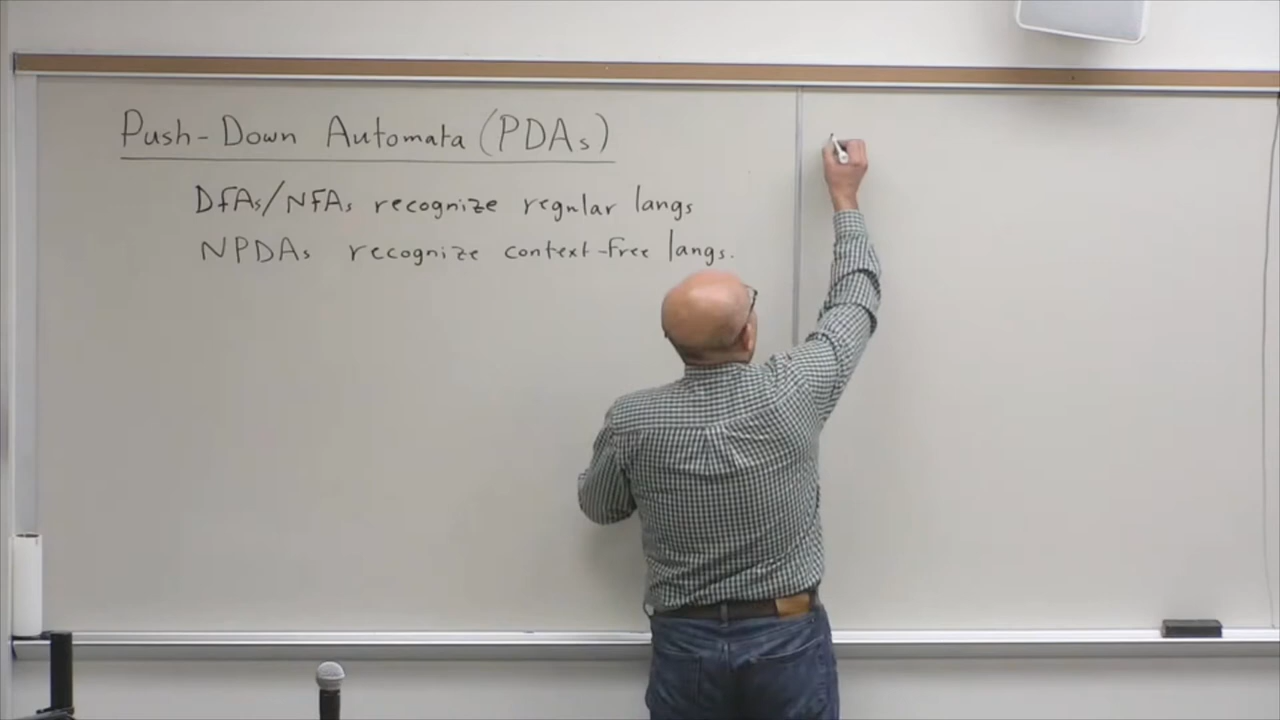 Push-Down Automata (PDAs)
DFAs/NFAs recognize regular langs
NPDAs recognize context-free langs.